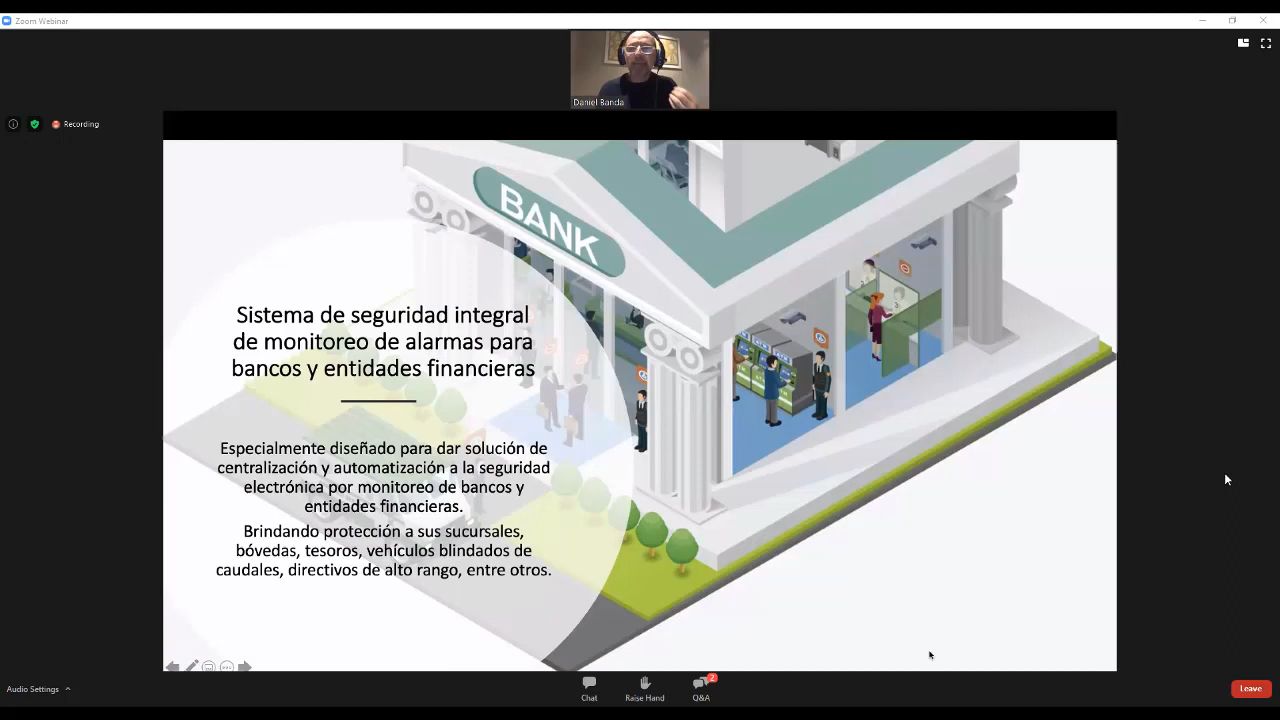 Zoom Webinar
Daniel Banda
Recording
BANK
Sistema de seguridad integral
de monitoreo de alarmas para
bancos y entidades financieras
Especialmente diseñado para dar solución de
centralización y automatización a la seguridad
electrónica por monitoreo de bancos y
entidades financieras.
Brindando protección a sus sucursales,
bóvedas, tesoros, vehículos blindados de
caudales, directivos de alto rango, entre otros.
Audio Settings
Chat
Raise Hand
2
Q&A
Leave